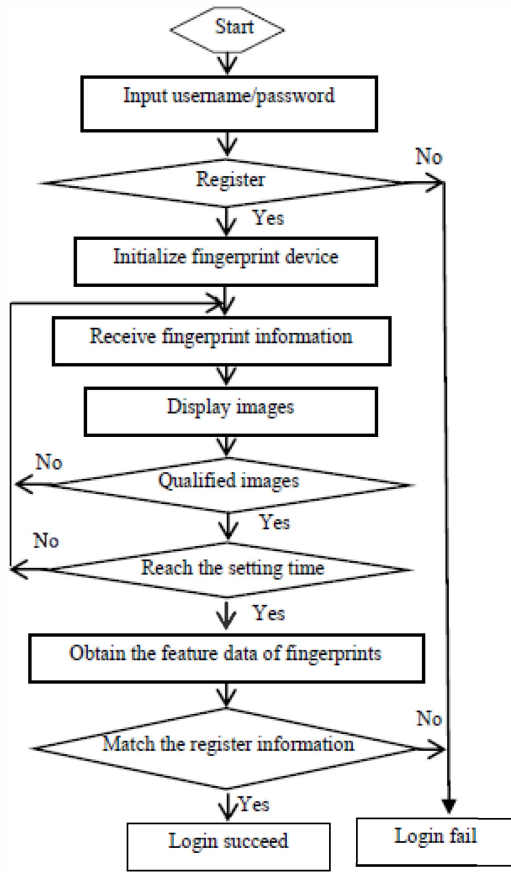 Start
Input username/password
No
Register
Yes
Initialize fingerprint device
Receive fingerprint information
Display images
No
Qualified images
Yes
No
Reach the setting time
Yes
Obtain the feature data of fingerprints
No
Match the register information
Yes
Login succeed
Login fail